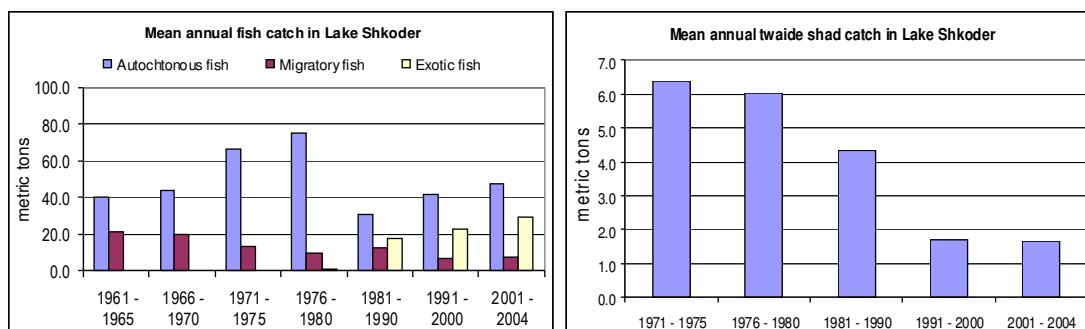 Mean annual fish catch in Lake Shkoder
Autochtonous fish Migratory fish Exotic fish
100.0
80.0
60.0
40.0
20.0
0.0
metric tons
1961 - 1965
1966 - 1970
1971 - 1975
1976 - 1980
1981 - 1990
1991 - 2000
2001 - 2004
Mean annual twaide shad catch in Lake Shkoder
7.0
6.0
5.0
4.0
3.0
2.0
1.0
0.0
metric tons
1971 - 1975 1976 - 1980 1981 - 1990 1991 - 2000 2001 - 2004